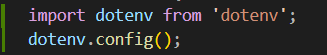 import dotenv from 'dotenv';
dotenv.config();